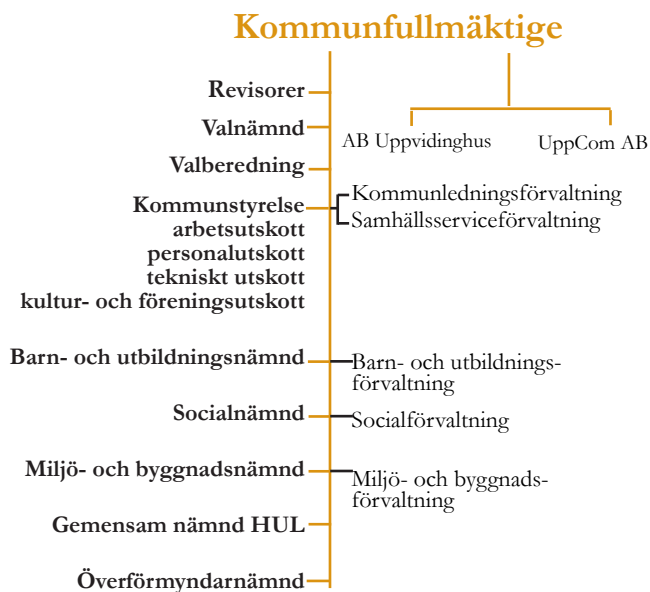 Kommunfullmäktige
Revisorer
Valnämnd
AB Uppvidinghus
UppCom AB
Valberedning
Kommunstyrelse
arbetsutskott
personalutskott
tekniskt utskott
kultur- och föreningsutskott
Kommunledningsförvaltning
Samhällsserviceförvaltning
Barn- och utbildningsnämnd
Barn- och utbildnings-
förvaltning
Socialnämnd
Socialförvaltning
Miljö- och byggnadsnämnd
Miljö- och byggnads-
förvaltning
Gemensam nämnd HUL
Överförmyndarnämnd